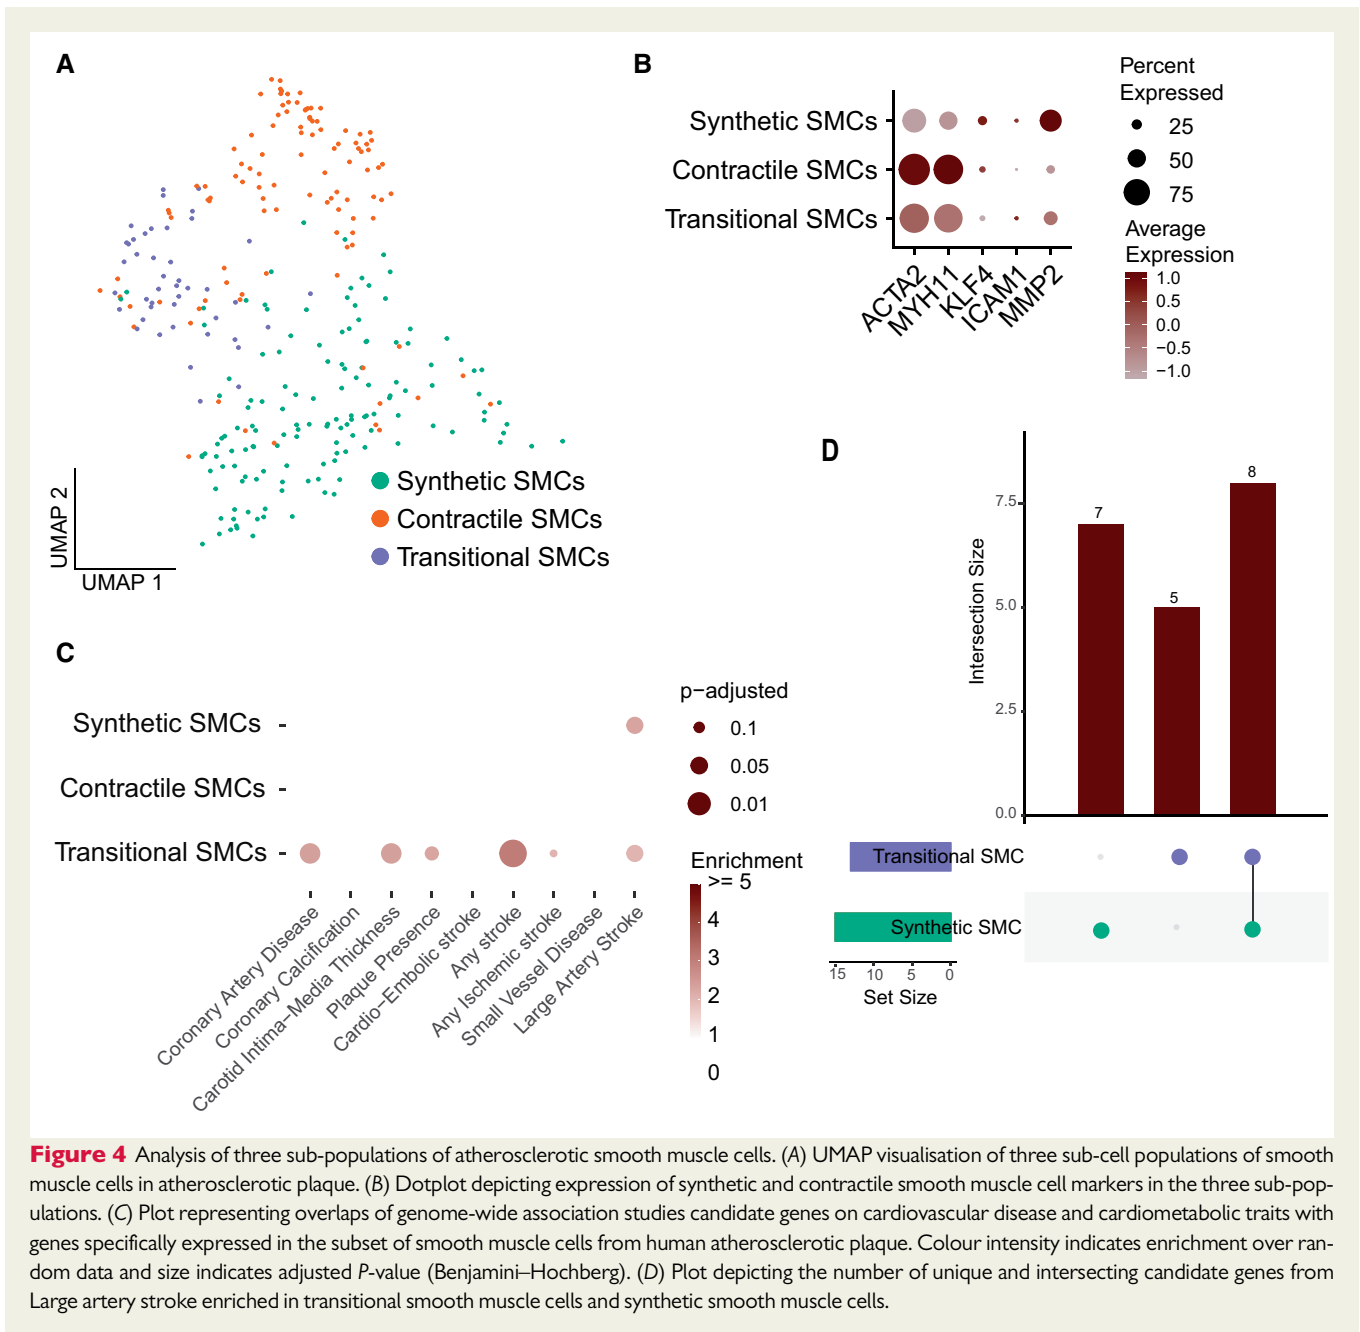 A
UMAP 2
UMAP 1
Synthetic SMCs
Contractile SMCs
Transitional SMCs
B
Synthetic SMCs
Contractile SMCs
Transitional SMCs
ACTA2
MYH11
KLF4
ICAM1
MMP2
Percent
Expressed
25
50
75
Average
Expression
1.0
0.5
0.0
−0.5
−1.0
C
Synthetic SMCs
Contractile SMCs
Transitional SMCs
Coronary Artery Disease
Coronary Calcification
Carotid Intima−Media Thickness
Plaque Presence
Cardio−Embolic stroke
Any stroke
Any Ischemic stroke
Small Vessel Disease
Large Artery Stroke
p−adjusted
0.1
0.05
0.01
Enrichment
>= 5
4
3
2
1
0
D
Intersection Size
7.5
5.0
2.5
0.0
7
5
8
Transitional SMC
Synthetic SMC
15 10 5 0
Set Size
Figure 4 Analysis of three sub-populations of atherosclerotic smooth muscle cells. (A) UMAP visualisation of three sub-cell populations of smooth
muscle cells in atherosclerotic plaque. (B) Dotplot depicting expression of synthetic and contractile smooth muscle cell markers in the three sub-pop-
ulations. (C) Plot representing overlaps of genome-wide association studies candidate genes on cardiovascular disease and cardiometabolic traits with
genes specifically expressed in the subset of smooth muscle cells from human atherosclerotic plaque. Colour intensity indicates enrichment over ran-
dom data and size indicates adjusted P-value (Benjamini–Hochberg). (D) Plot depicting the number of unique and intersecting candidate genes from
Large artery stroke enriched in transitional smooth muscle cells and synthetic smooth muscle cells.